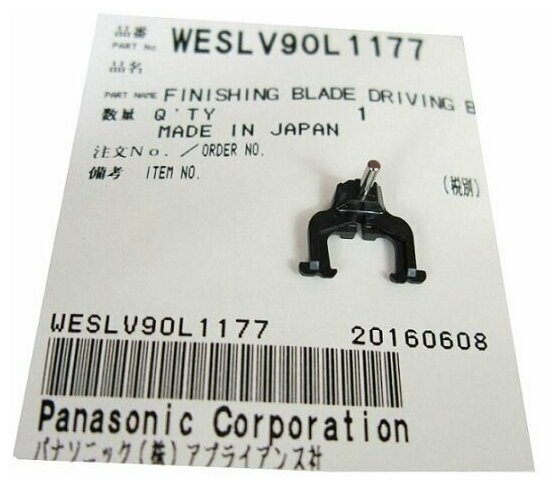 品番
PART No. WESLV90L1177
品名
PART NAME FINISHING BLADE DRIVING B
数量 Q'TY 1
MADE IN JAPAN
注文No. / ORDER NO.
備考 ITEM NO.
(税別)
WESLV90L1177 20160608
Panasonic Corporation
パナソニック(株)アプライアンス社